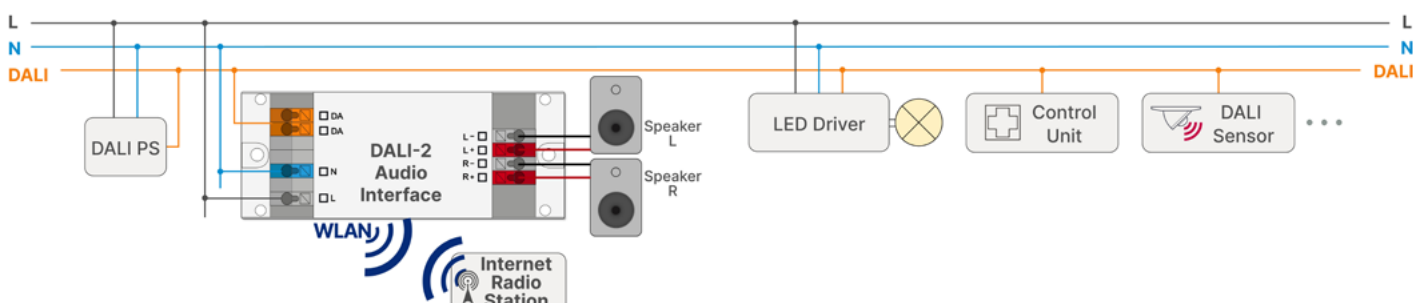 L
L
N
N
DALI
DALI
DALI PS
DA
DA
N
L
DALI-2
Audio
Interface
L-
L+
R-
R+
Speaker
L
Speaker
R
LED Driver
Control
Unit
DALI
Sensor
WLAN
Internet
Radio
Station